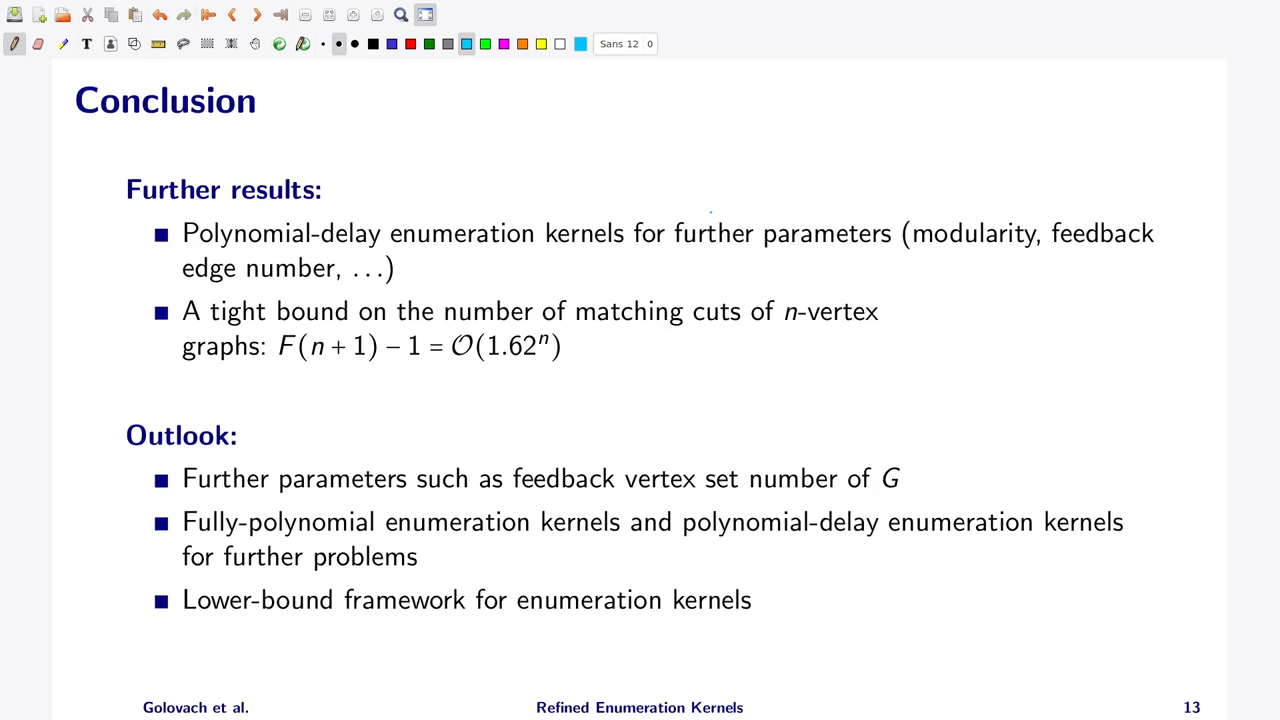 Sans 12 0
Conclusion
Further results:
Polynomial-delay enumeration kernels for further parameters (modularity, feedback
edge number, ...)
A tight bound on the number of matching cuts of n-vertex
graphs: F(n + 1) − 1 = 𝒪(1.62ⁿ)
Outlook:
Further parameters such as feedback vertex set number of G
Fully-polynomial enumeration kernels and polynomial-delay enumeration kernels
for further problems
Lower-bound framework for enumeration kernels
Golovach et al. Refined Enumeration Kernels 13